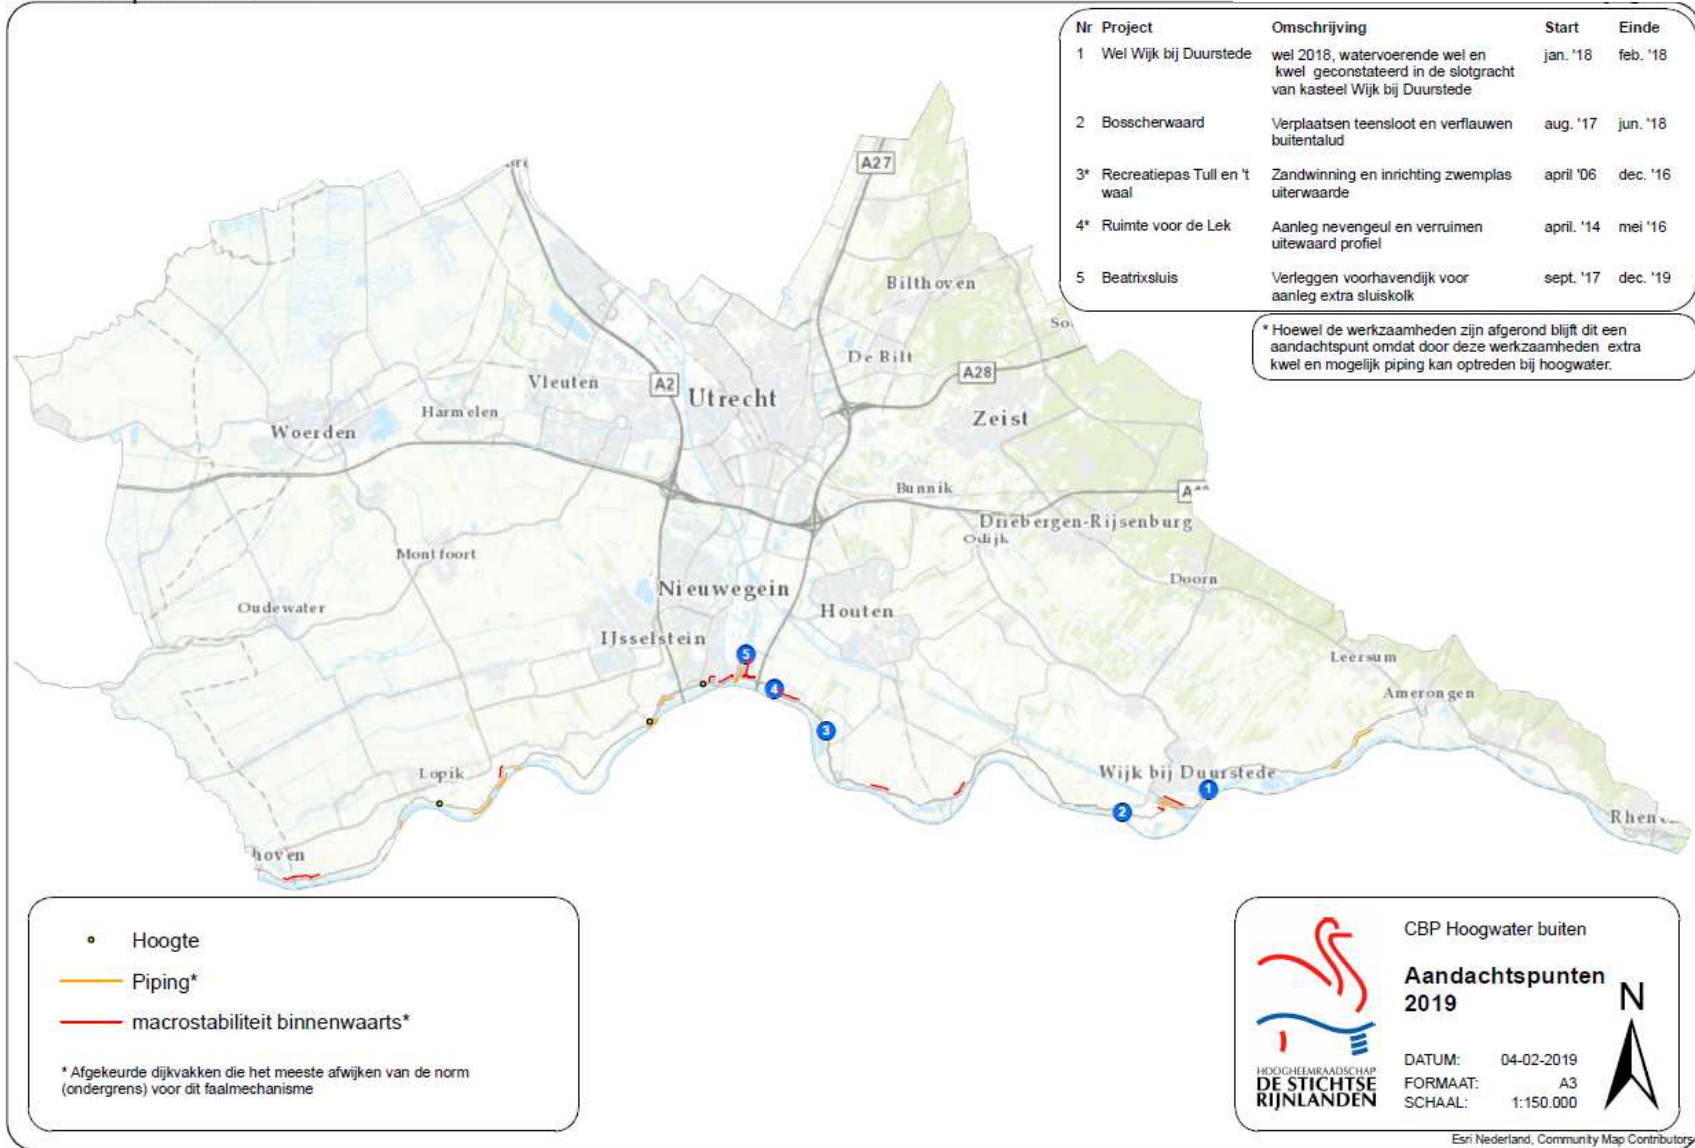 Nr Project Omschrijving Start Einde
1 Wel Wijk bij Duurstede wel 2018, watervoerende wel en jan. '18 feb. '18
kwel geconstateerd in de slotgracht
van kasteel Wijk bij Duurstede
2 Bosscherwaard Verplaatsen teensloot en verflauwen aug. '17 jun. '18
buitentalud
3* Recreatiepas Tull en 't Zandwinning en inrichting zwemplas april '06 dec. '16
waal uiterwaarde
4* Ruimte voor de Lek Aanleg nevengeul en verruimen april. '14 mei '16
uitewaard profiel
5 Beatrixsluis Verleggen voorhavendijk voor sept. '17 dec. '19
aanleg extra sluiskolk
* Hoewel de werkzaamheden zijn afgerond blijft dit een
aandachtspunt omdat door deze werkzaamheden extra
kwel en mogelijk piping kan optreden bij hoogwater.
A27
Bilthoven
De Bilt
A28
Vleuten
A2
Utrecht
Harmelen
Zeist
Woerden
Bunnik
Driebergen-Rijsenburg
Odijk
Montfoort
Doorn
Nieuwegein
Oudewater
Houten
IJsselstein
5
Leersum
4
Amerongen
3
Lopik
Wijk bij Duurstede
1
2
hoven
Hoogte
Piping*
macrostabiliteit binnenwaarts*
* Afgekeurde dijkvakken die het meeste afwijken van de norm
(ondergrens) voor dit faalmechanisme
CBP Hoogwater buiten
Aandachtspunten
2019
N
DATUM: 04-02-2019
FORMAAT: A3
SCHAAL: 1:150.000
HOOGHEEMRAADSCHAP
DE STICHTSE
RIJNLANDEN
Esri Nederland, Community Map Contributors